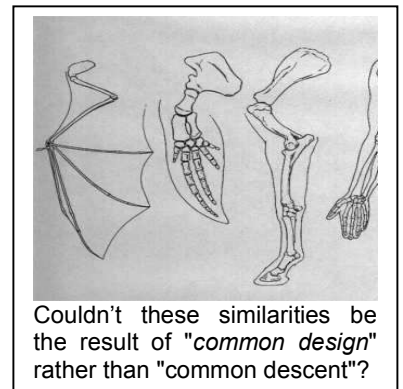 Couldn’t these similarities be
the result of "common design"
rather than "common descent"?